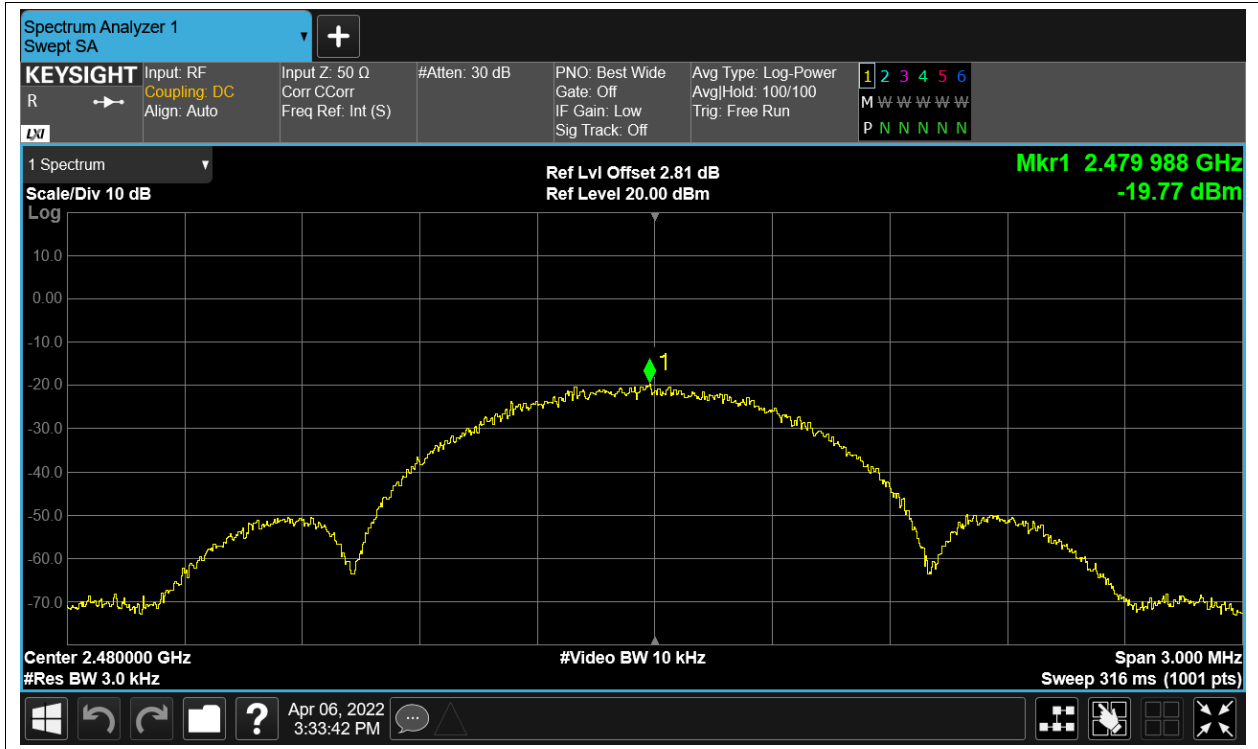 Spectrum Analyzer 1
Swept SA
+
KEYSIGHT
R
LXI
Input: RF
Coupling: DC
Align: Auto
Input Z: 50 Ω
Corr CCorr
Freq Ref: Int (S)
#Atten: 30 dB
PNO: Best Wide
Gate: Off
IF Gain: Low
Sig Track: Off
Avg Type: Log-Power
Avg|Hold: 100/100
Trig: Free Run
1 2 3 4 5 6
M W W W W W
P N N N N N
1 Spectrum
Scale/Div 10 dB
Log
Ref Lvl Offset 2.81 dB
Ref Level 20.00 dBm
Mkr1 2.479 988 GHz
-19.77 dBm
10.0
0.00
-10.0
1
-20.0
-30.0
-40.0
-50.0
-60.0
-70.0
Center 2.480000 GHz
#Res BW 3.0 kHz
#Video BW 10 kHz
Span 3.000 MHz
Sweep 316 ms (1001 pts)
?
Apr 06, 2022
3:33:42 PM